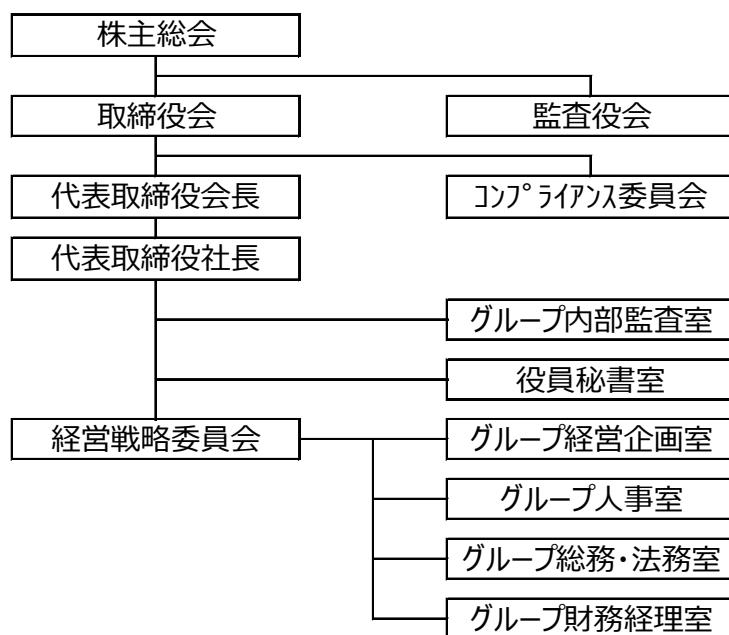 株主総会
取締役会
監査役会
代表取締役会長
コンプライアンス委員会
代表取締役社長
グループ内部監査室
役員秘書室
経営戦略委員会
グループ経営企画室
グループ人事室
グループ総務・法務室
グループ財務経理室